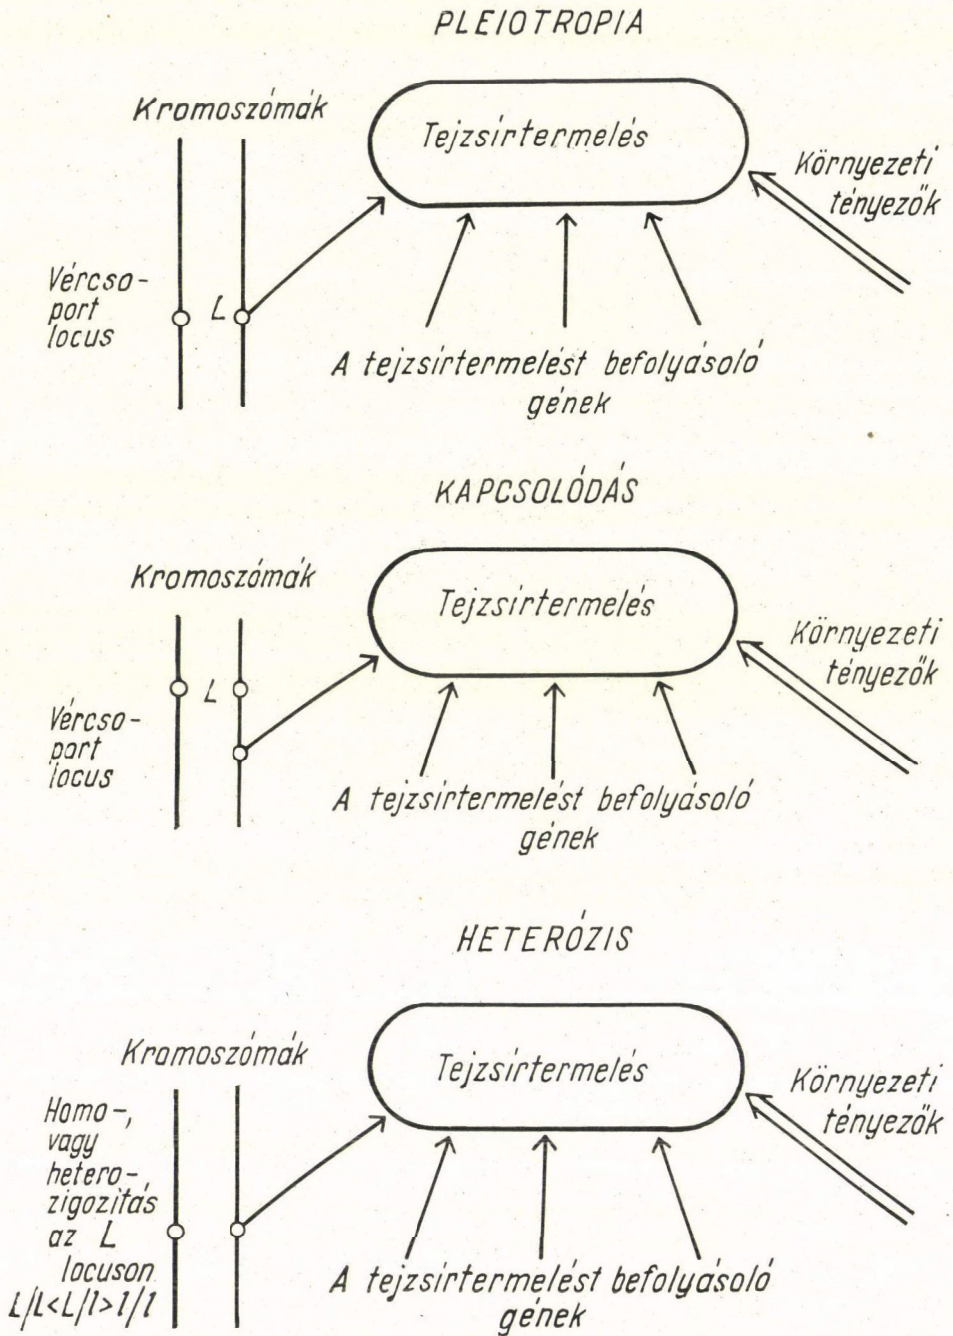 PLEIOTROPIA
Kromoszómák
Tejzsírtermelés
Környezeti
tényezők
Vércso-
port
locus
L
A tejzsírtermelést befolyásoló
gének
KAPCSOLÓDÁS
Kromoszómák
Tejzsírtermelés
Környezeti
tényezők
L
Vércso-
port
locus
A tejzsírtermelést befolyásoló
gének
HETERÓZIS
Kromoszómák
Tejzsírtermelés
Környezeti
tényezők
Homo-,
vagy
hetero-
zigozitás
az L
locuson
L/L<L/l>l/l
A tejzsírtermelést befolyásoló
gének